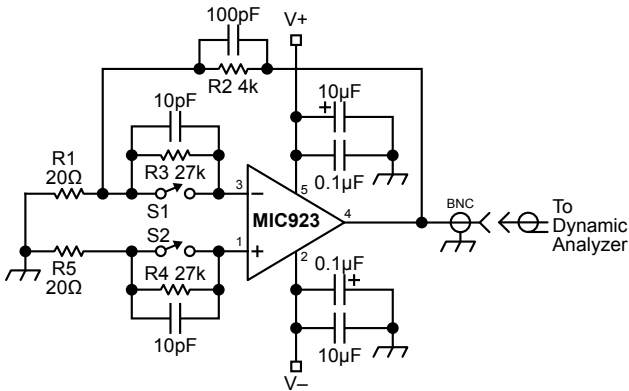 100pF
V+
R2 4k
10pF
10µF
+
R1
20Ω
R3 27k
0.1µF
S1
3
−
5
MIC923
4
BNC
To
Dynamic
Analyzer
S2
1
+
2
R5
20Ω
R4 27k
0.1µF
+
10pF
10µF
V–